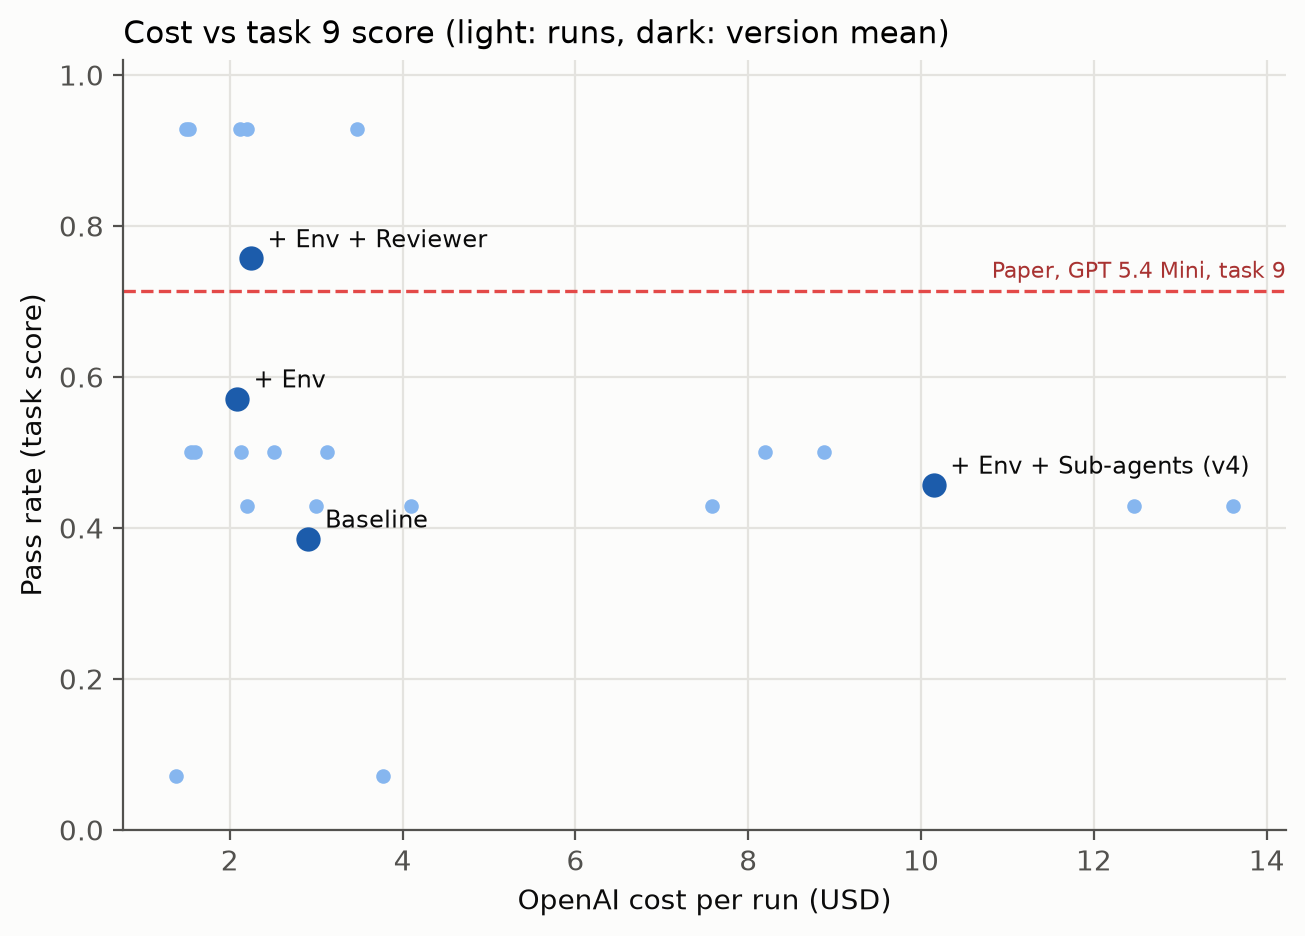 Cost vs task 9 score (light: runs, dark: version mean)
1.0
0.8
0.6
0.4
0.2
0.0
Pass rate (task score)
+ Env + Reviewer
Paper, GPT 5.4 Mini, task 9
+ Env
+ Env + Sub-agents (v4)
Baseline
2 4 6 8 10 12 14
OpenAI cost per run (USD)